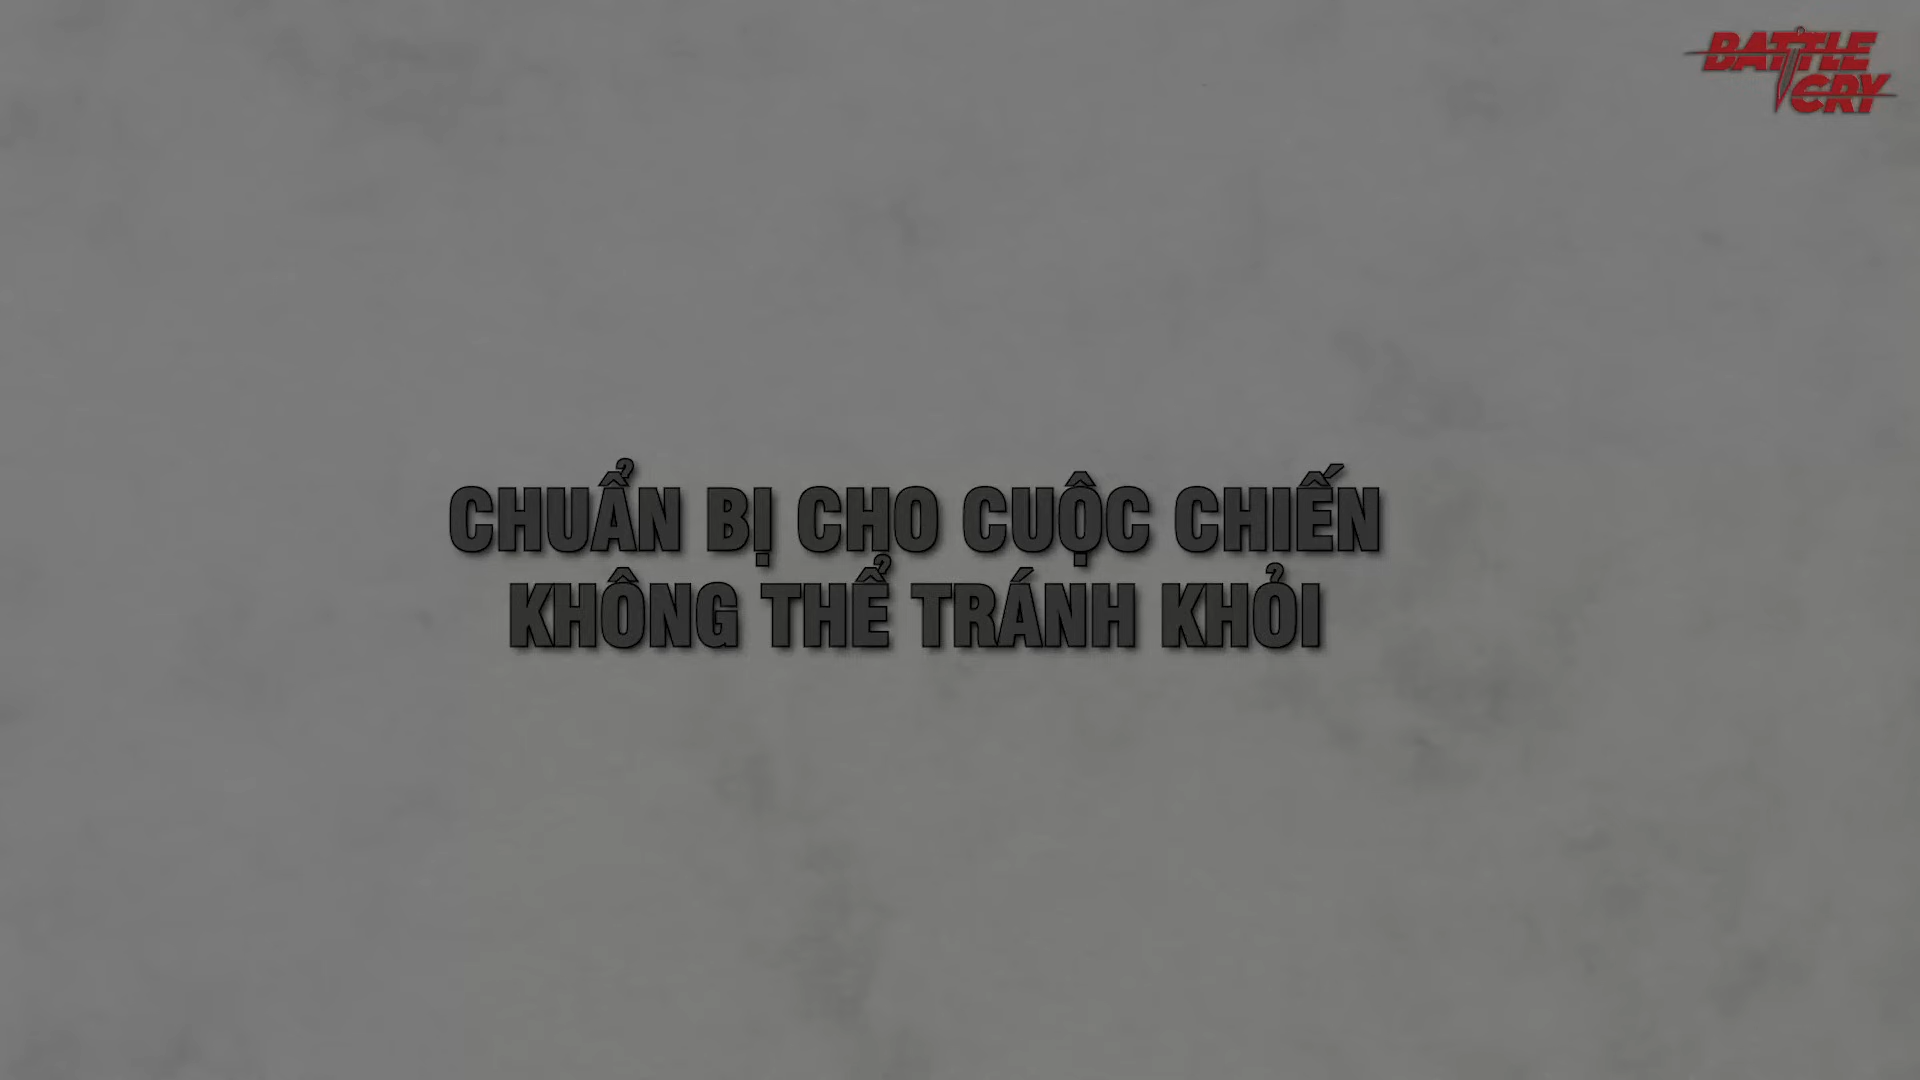 BATTLE
CRY
CHUẨN BỊ CHO CUỘC CHIẾN
KHÔNG THỂ TRÁNH KHỎI